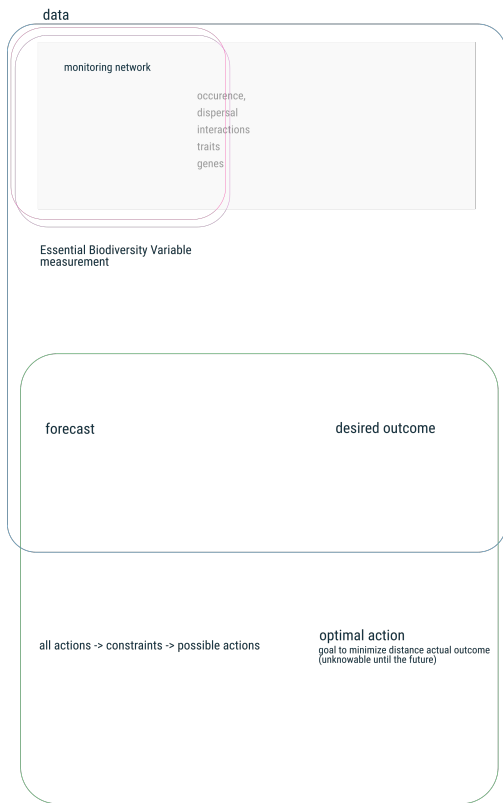 data
monitoring network
occurence,
dispersal
interactions
traits
genes
Essential Biodiversity Variable
measurement
forecast
desired outcome
all actions -> constraints -> possible actions
optimal action
goal to minimize distance actual outcome
(unknowable until the future)